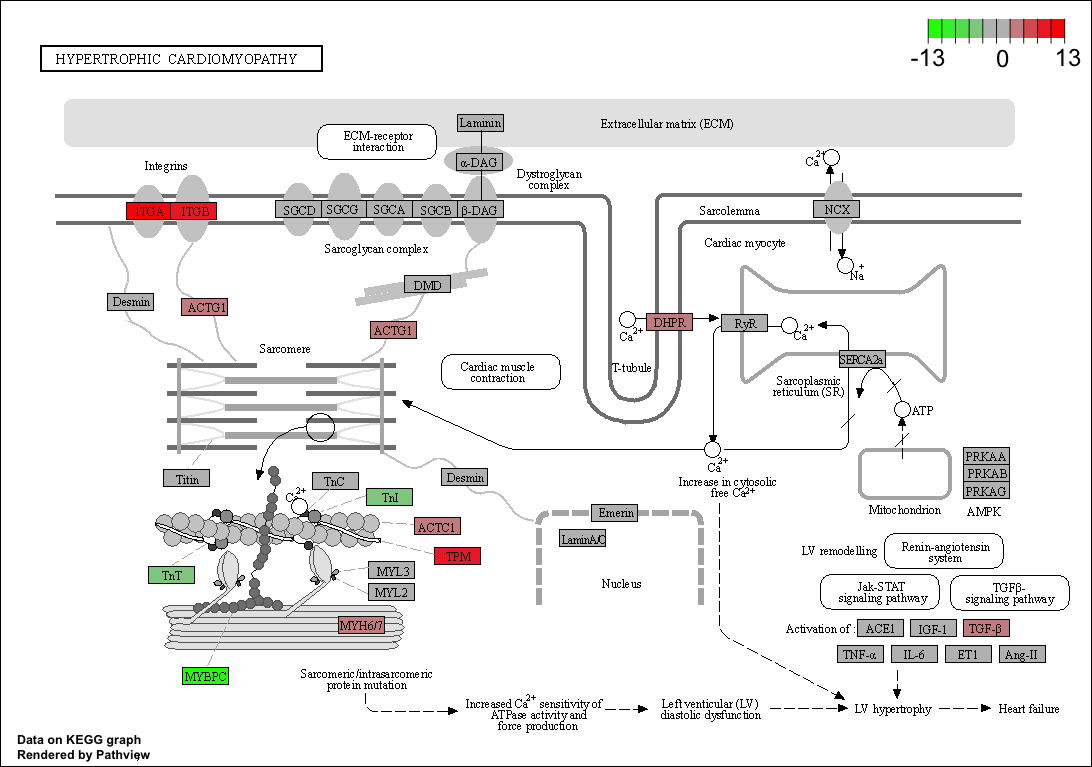 -13 0 13
HYPERTROPHIC CARDIOMYOPATHY
Extracellular matrix (ECM)
Laminin
ECM-receptor
interaction
α-DAG
Integrins
Dystroglycan
complex
Ca2+
ITGA ITGB
SGCD SGCG SGCA SGCB β-DAG
Sarcolemma
NCX
Sarcoglycan complex
Cardiac myocyte
Na+
Desmin
ACTG1
DMD
ACTG1
Ca2+
DHPR
RyR
Ca2+
Sarcomere
SERCA2a
Cardiac muscle
contraction
T-tubule
Sarcoplasmic
reticulum (SR)
ATP
Ca2+
Increase in cytosolic
free Ca2+
Titin
TnC
Desmin
Ca2+
TnI
PRKAA
PRKAB
PRKAG
AMPK
Mitochondrion
ACTC1
Emerin
LaminA/C
TPM
TnT
MYL3
MYL2
Nucleus
LV remodelling
Renin-angiotensin
system
Jak-STAT
signaling pathway
TGFβ-
signaling pathway
MYH6/7
Activation of : ACE1 IGF-1 TGF-β
TNF-α IL-6 ET1 Ang-II
MYBPC
Sarcomeric/intrasarcomeric
protein mutation
Increased Ca2+ sensitivity of
ATPase activity and
force production
Left venticular (LV)
diastolic dysfunction
LV hypertrophy
Heart failure
Data on KEGG graph
Rendered by Pathview